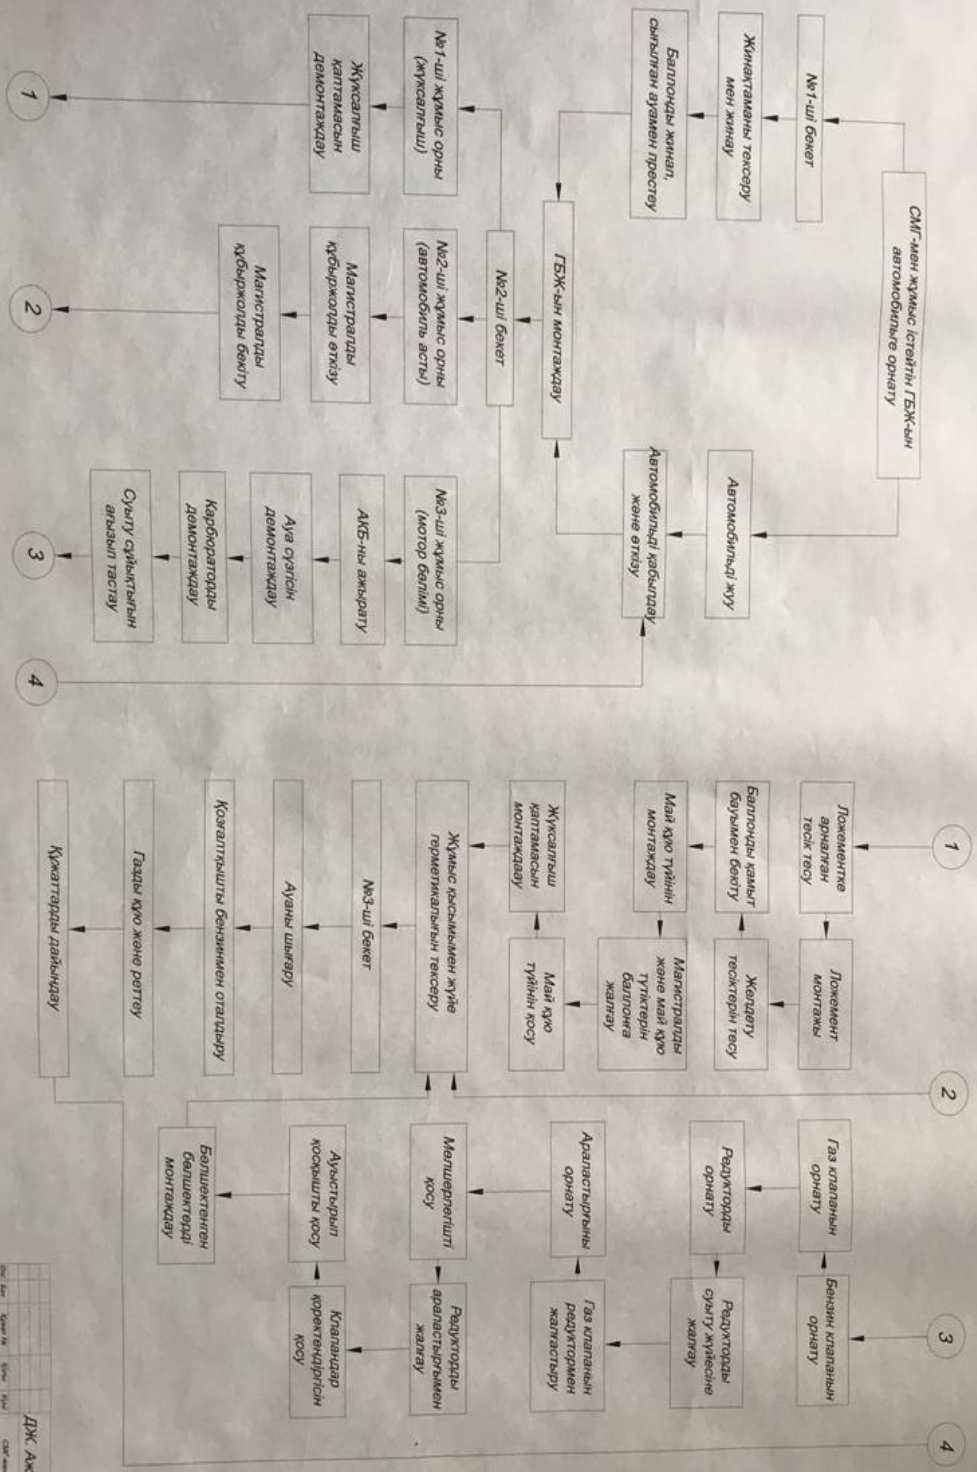 СМГ-мен жұмыс істейтін ГБЖ-ын
автомобильге орнату
№1-ші бекет
Жинақтаманы тексеру
мен жинау
Баллонды жинап,
сығылған ауамен престеу
Автомобильді жуу
Автомобильді қабылдау
және өткізу
ГБЖ-ын монтаждау
№2-ші бекет
№1-ші жұмыс орны
(жүксалғыш)
Жүксалғыш
қаптамасын
демонтаждау
1
№2-ші жұмыс орны
(автомобиль асты)
Магистралды
құбыржолды өткізу
Магистралды
құбыржолды бекіту
2
№3-ші жұмыс орны
(мотор бөлімі)
АКБ-ны ажырату
Ауа сүзгісін
демонтаждау
Карбюраторды
демонтаждау
Суыту сұйықтығын
ағызып тастау
3
4
1
Ложементке
арналған
тесік тесу
Ложемент
монтажы
Баллонды қамыт
бауымен бекіту
Желдету
тесіктерін тесу
Май құю түйінін
монтаждау
Магистралды
және май құю
түтіктерін
баллонға
жалғау
Жүксалғыш
қаптамасын
монтаждаау
Май құю
түйінін қосу
Жұмыс қысымымен жүйе
герметикалығын тексеру
№3-ші бекет
Ауаны шығару
Қозғалтқышты бензинмен оталдыру
Газды құю және реттеу
Құжаттарды дайындау
2
3
Газ клапанын
орнату
Бензин клапанын
орнату
Редукторды
орнату
Редукторды
суыту жүйесіне
жалғау
Араластырғыны
орнату
Газ клапанын
редуктормен
жалғастыру
Мөлшерлегішті
қосу
Редукторды
араластырғымен
жалғау
Ауыстырып
қосқышты қосу
Клапандар
қоректендіргісін
қосу
Бөлшектенген
бөлшектерді
монтаждау
4
ДЖ. Аж